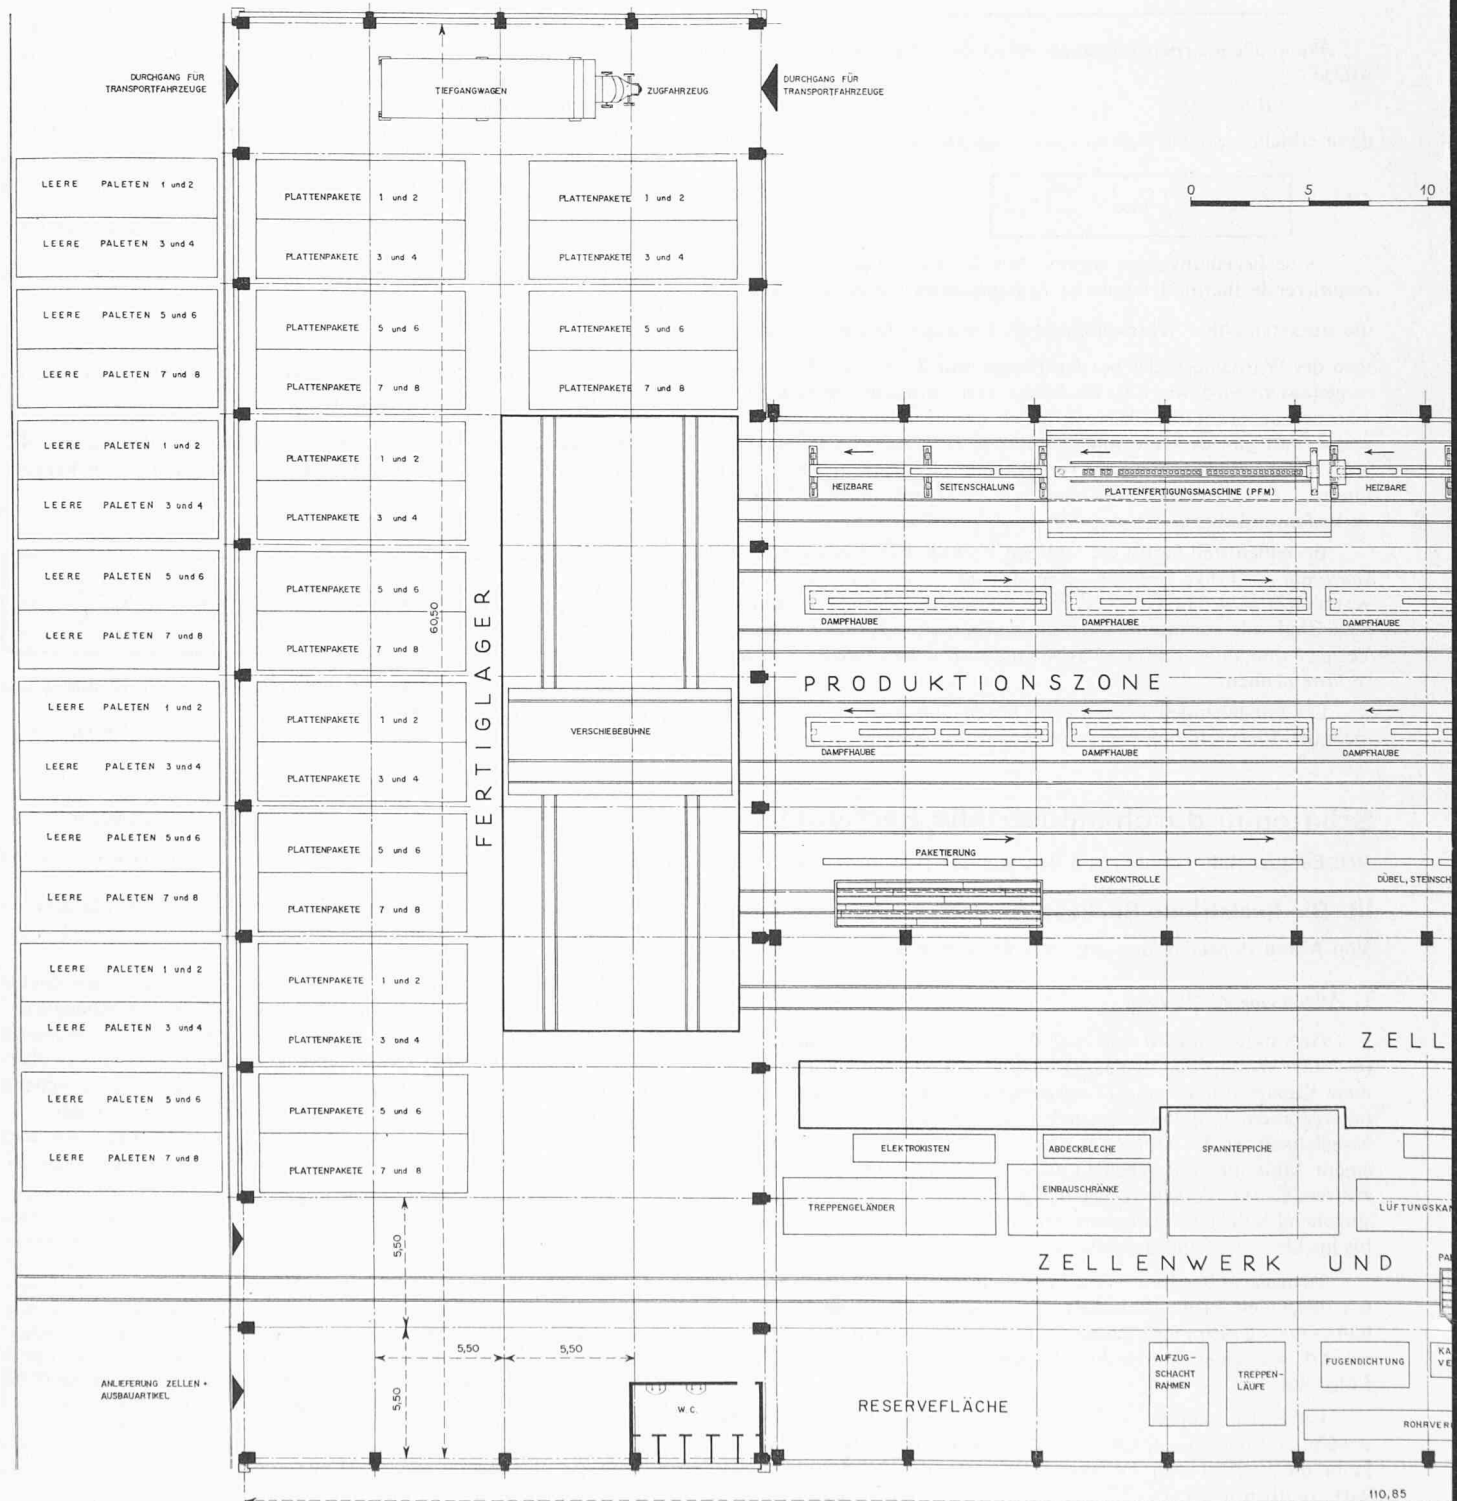 DURCHGANG FÜR
TRANSPORTFAHRZEUGE
TIEFGANGWAGEN
ZUGFAHRZEUG
DURCHGANG FÜR
TRANSPORTFAHRZEUGE
0 5 10
LEERE PALETEN 1 und 2
LEERE PALETEN 3 und 4
LEERE PALETEN 5 und 6
LEERE PALETEN 7 und 8
LEERE PALETEN 1 und 2
LEERE PALETEN 3 und 4
LEERE PALETEN 5 und 6
LEERE PALETEN 7 und 8
LEERE PALETEN 1 und 2
LEERE PALETEN 3 und 4
LEERE PALETEN 5 und 6
LEERE PALETEN 7 und 8
LEERE PALETEN 1 und 2
LEERE PALETEN 3 und 4
LEERE PALETEN 5 und 6
LEERE PALETEN 7 und 8
PLATTENPAKETE 1 und 2
PLATTENPAKETE 3 und 4
PLATTENPAKETE 5 und 6
PLATTENPAKETE 7 und 8
PLATTENPAKETE 1 und 2
PLATTENPAKETE 3 und 4
PLATTENPAKETE 5 und 6
PLATTENPAKETE 7 und 8
PLATTENPAKETE 1 und 2
PLATTENPAKETE 3 und 4
PLATTENPAKETE 5 und 6
PLATTENPAKETE 7 und 8
PLATTENPAKETE 1 und 2
PLATTENPAKETE 3 und 4
PLATTENPAKETE 5 und 6
PLATTENPAKETE 7 und 8
PLATTENPAKETE 1 und 2
PLATTENPAKETE 3 und 4
PLATTENPAKETE 5 und 6
PLATTENPAKETE 7 und 8
60,50
FERTIGLAGER
VERSCHIEBEBÜHNE
HEIZBARE SEITENSCHALUNG
PLATTENFERTIGUNGSMASCHINE (PFM)
HEIZBARE
DAMPFHAUBE
DAMPFHAUBE
DAMPFHAUBE
PRODUKTIONSZONE
DAMPFHAUBE
DAMPFHAUBE
DAMPFHAUBE
PAKETIERUNG
ENDKONTROLLE
DÜBEL, STEINSCH
ZELL
ELEKTROKISTEN
ABDECKBLECHE
SPANNTEPPICHE
TREPPENGELÄNDER
EINBAUSCHRÄNKE
LÜFTUNGSKA
ZELLENWERK UND
PA
5,50
5,50
5,50
5,50
ANLIEFERUNG ZELLEN +
AUSBAUARTIKEL
W.C.
RESERVEFLÄCHE
AUFZUG-
SCHACHT
RAHMEN
TREPPEN-
LÄUFE
FUGENDICHTUNG
KA
VE
ROHRVER
110,85